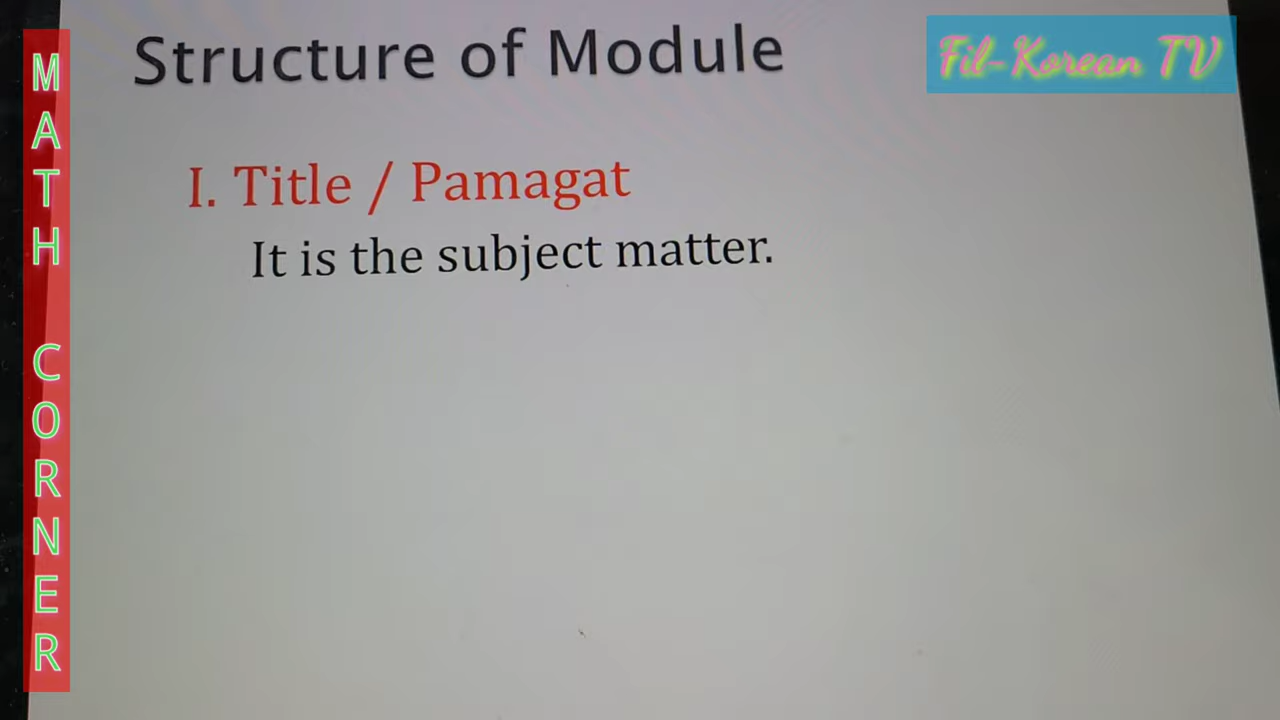 Structure of Module
Fil-Korean TV
I. Title / Pamagat
It is the subject matter.
MATH CORNER